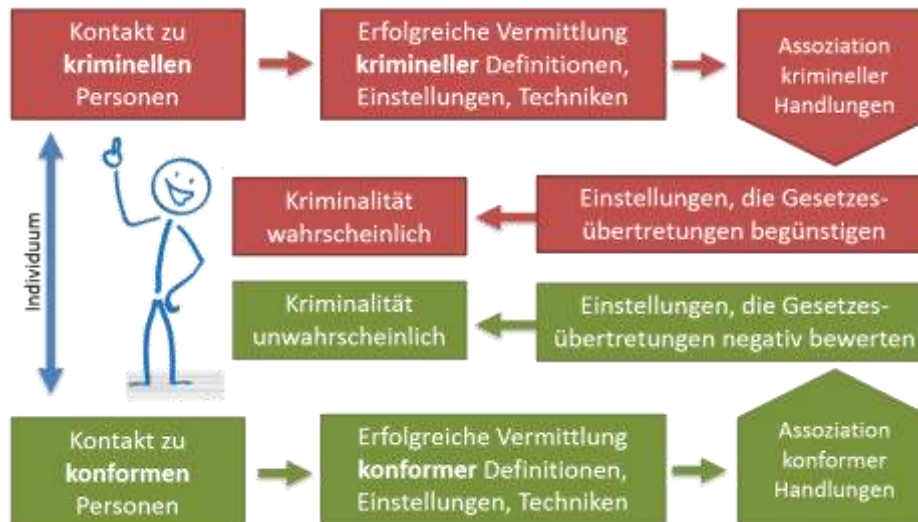 Kontakt zu
kriminellen
Personen
Erfolgreiche Vermittlung
krimineller Definitionen,
Einstellungen, Techniken
Assoziation
krimineller
Handlungen
Kriminalität
wahrscheinlich
Einstellungen, die Gesetzes-
übertretungen begünstigen
Individuum
Kriminalität
unwahrscheinlich
Einstellungen, die Gesetzes-
übertretungen negativ bewerten
Kontakt zu
konformen
Personen
Erfolgreiche Vermittlung
konformer Definitionen,
Einstellungen, Techniken
Assoziation
konformer
Handlungen